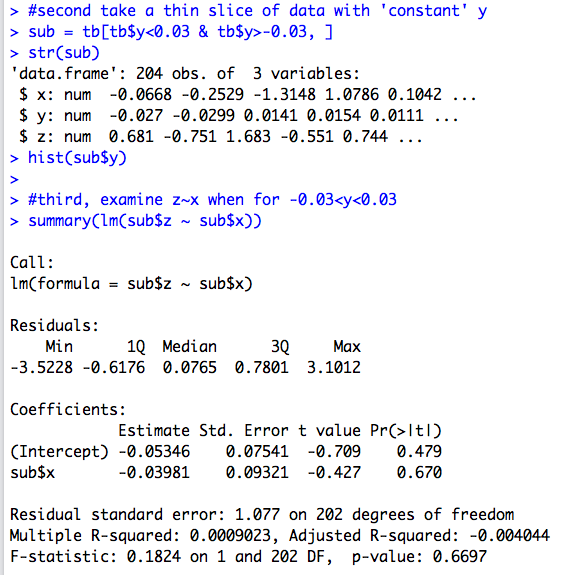 > #second take a thin slice of data with 'constant' y
> sub = tb[tb$y<0.03 & tb$y>-0.03, ]
> str(sub)
'data.frame': 204 obs. of  3 variables:
 $ x: num  -0.0668 -0.2529 -1.3148 1.0786 0.1042 ...
 $ y: num  -0.027 -0.0299 0.0141 0.0154 0.0111 ...
 $ z: num  0.681 -0.751 1.683 -0.551 0.744 ...
> hist(sub$y)
>
> #third, examine z~x when for -0.03<y<0.03
> summary(lm(sub$z ~ sub$x))
Call:
lm(formula = sub$z ~ sub$x)
Residuals:
    Min      1Q  Median      3Q     Max
-3.5228 -0.6176  0.0765  0.7801  3.1012
Coefficients:
            Estimate Std. Error t value Pr(>|t|)
(Intercept) -0.05346    0.07541  -0.709    0.479
sub$x       -0.03981    0.09321  -0.427    0.670
Residual standard error: 1.077 on 202 degrees of freedom
Multiple R-squared: 0.0009023, Adjusted R-squared: -0.004044
F-statistic: 0.1824 on 1 and 202 DF,  p-value: 0.6697